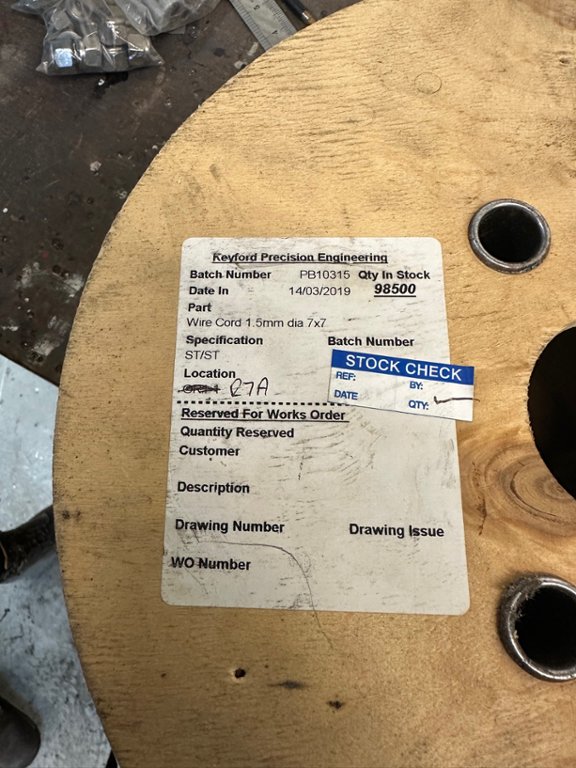 Keyford Precision Engineering
Batch Number PB10315 Qty In Stock
Date In 14/03/2019 98500
Part
Wire Cord 1.5mm dia 7x7
Specification Batch Number
ST/ST
STOCK CHECK
REF: BY:
DATE QTY:
Location
R7A
Reserved For Works Order
Quantity Reserved
Customer
Description
Drawing Number Drawing Issue
WO Number